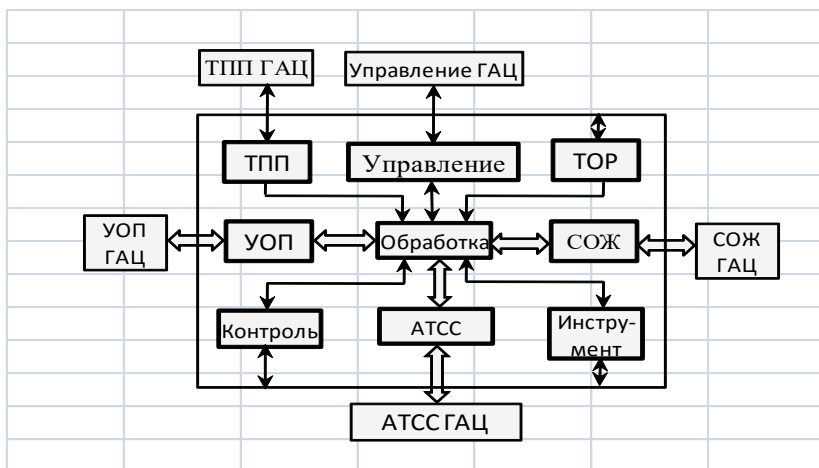 ТПП ГАЦ
Управление ГАЦ
ТПП
Управление
ТОР
УОП
ГАЦ
УОП
Обработка
СОЖ
СОЖ
ГАЦ
Контроль
АТСС
Инстру-
мент
АТСС ГАЦ